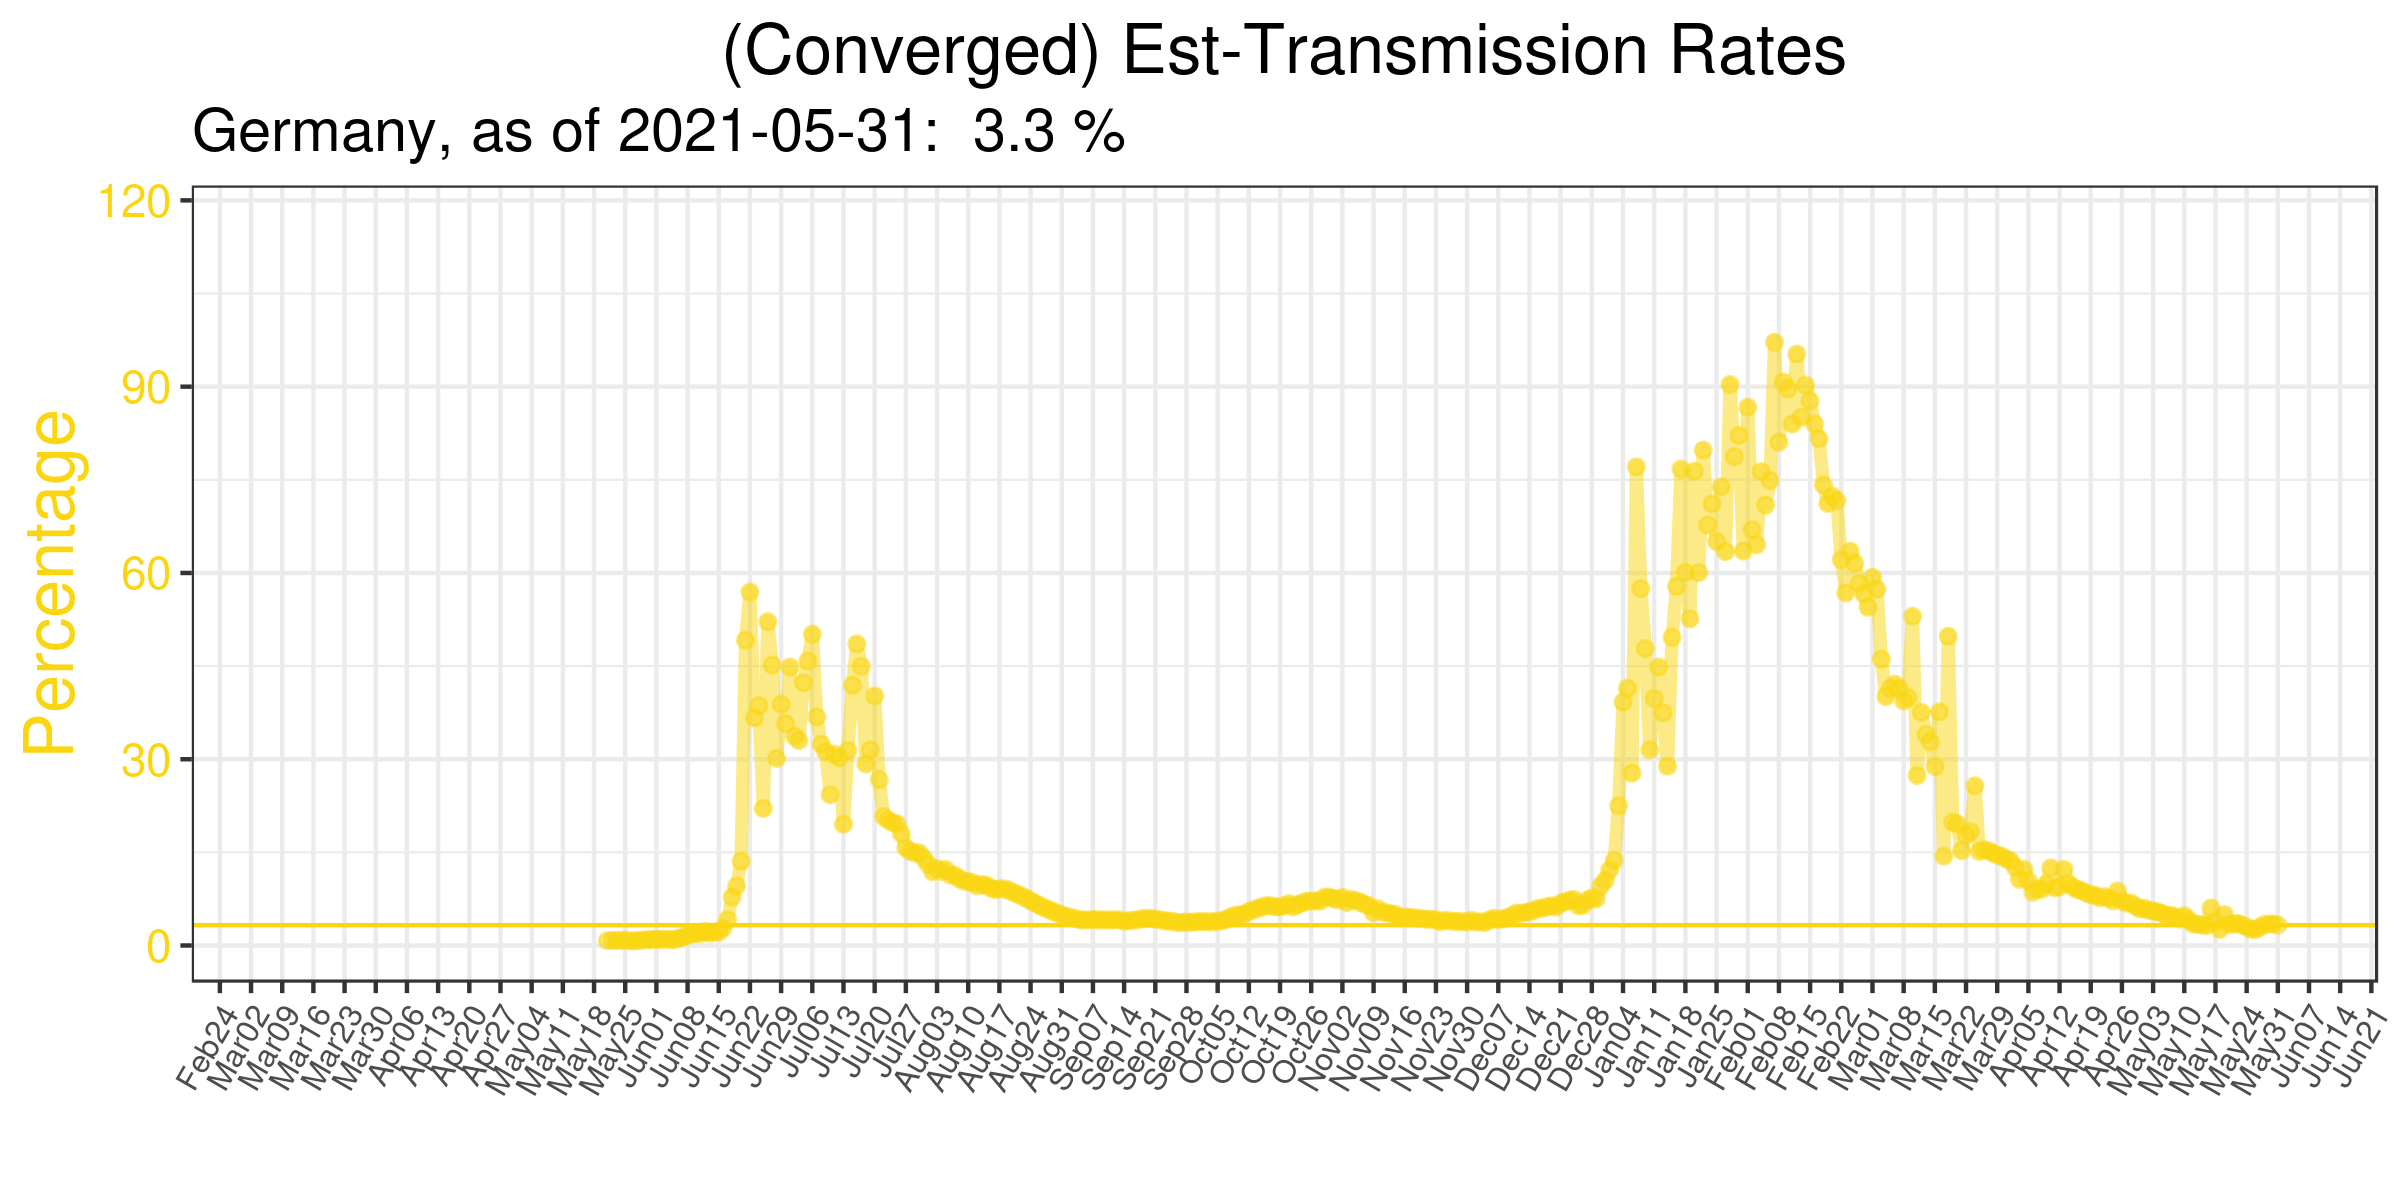 (Converged) Est-Transmission Rates
Germany, as of 2021-05-31:  3.3 %
Percentage
120
90
60
30
0
Feb24
Mar02
Mar09
Mar16
Mar23
Mar30
Apr06
Apr13
Apr20
Apr27
May04
May11
May18
May25
Jun01
Jun08
Jun15
Jun22
Jun29
Jul06
Jul13
Jul20
Jul27
Aug03
Aug10
Aug17
Aug24
Aug31
Sep07
Sep14
Sep21
Sep28
Oct05
Oct12
Oct19
Oct26
Nov02
Nov09
Nov16
Nov23
Nov30
Dec07
Dec14
Dec21
Dec28
Jan04
Jan11
Jan18
Jan25
Feb01
Feb08
Feb15
Feb22
Mar01
Mar08
Mar15
Mar22
Mar29
Apr05
Apr12
Apr19
Apr26
May03
May10
May17
May24
May31
Jun07
Jun14
Jun21